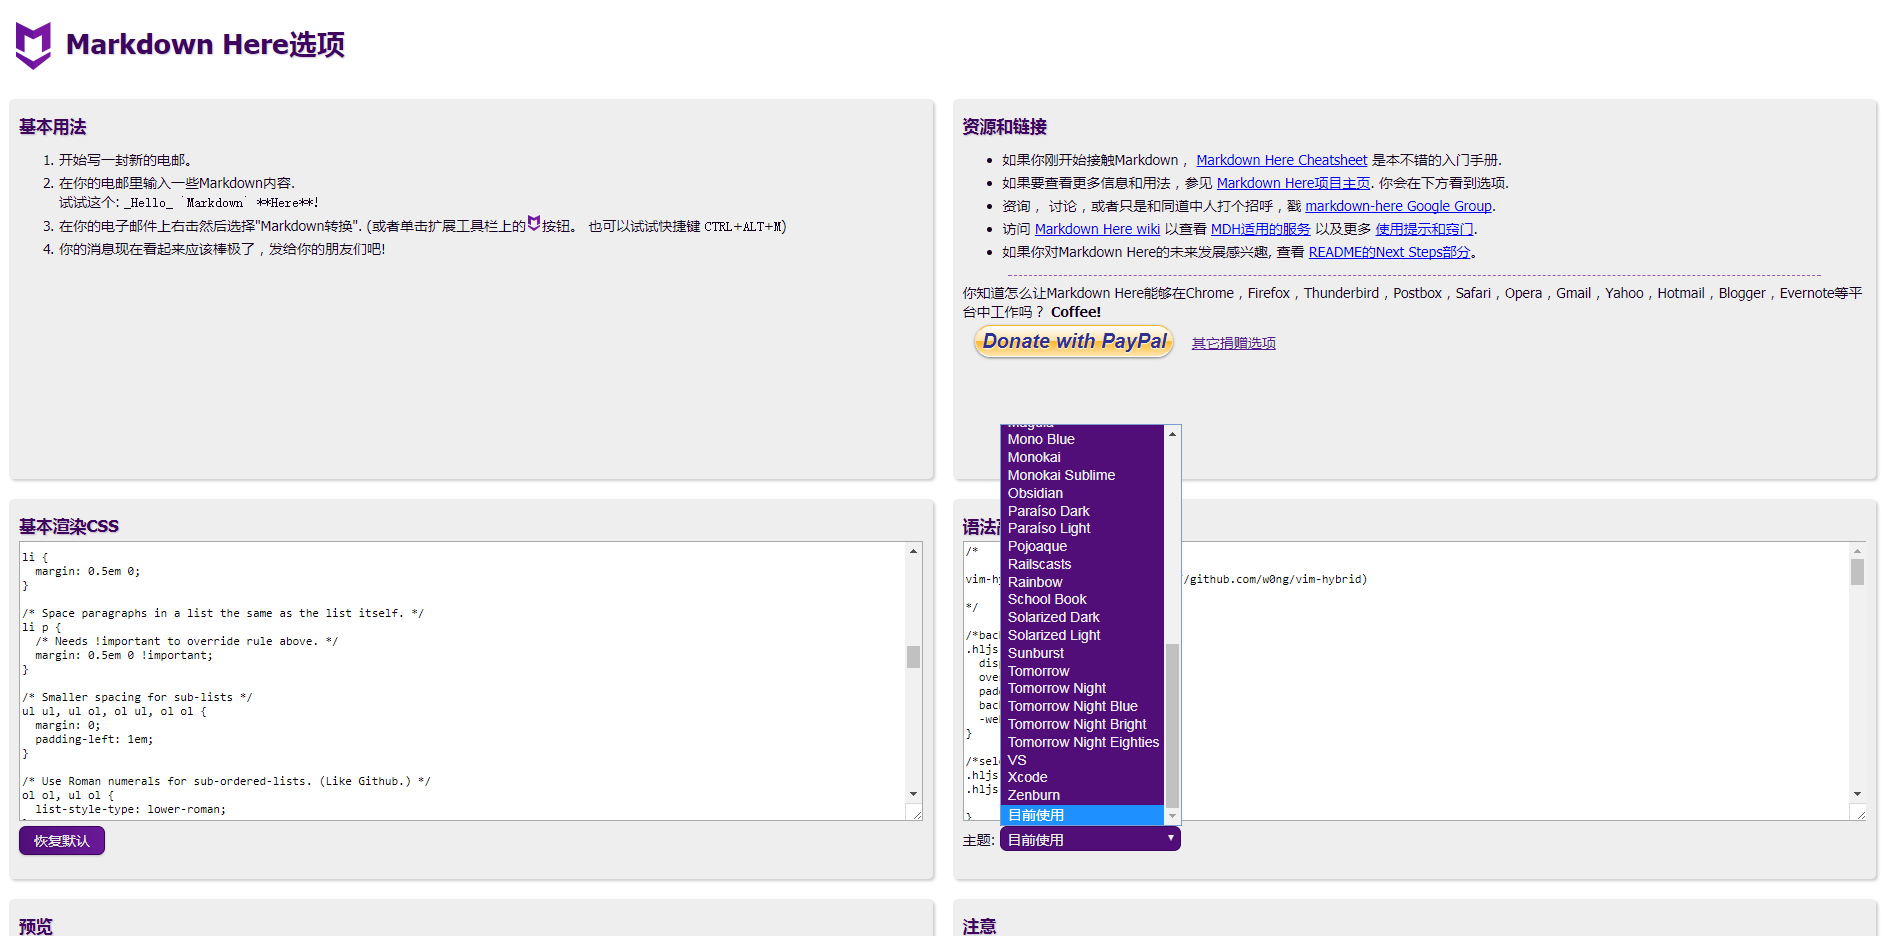 Markdown Here选项
基本用法
1. 开始写一封新的电邮。
2. 在你的电邮里输入一些Markdown内容.
试试这个: _Hello_ `Markdown` **Here**!
3. 在你的电子邮件上右击然后选择"Markdown转换". (或者单击扩展工具栏上的按钮。 也可以试试快捷键 CTRL+ALT+M)
4. 你的消息现在看起来应该棒极了，发给你的朋友们吧!
资源和链接
如果你刚开始接触Markdown， Markdown Here Cheatsheet 是本不错的入门手册.
如果要查看更多信息和用法，参见 Markdown Here项目主页. 你会在下方看到选项.
资询， 讨论，或者只是和同道中人打个招呼，戳 markdown-here Google Group.
访问 Markdown Here wiki 以查看 MDH适用的服务 以及更多 使用提示和窍门.
如果你对Markdown Here的未来发展感兴趣, 查看 README的Next Steps部分。
你知道怎么让Markdown Here能够在Chrome，Firefox，Thunderbird，Postbox，Safari，Opera，Gmail，Yahoo，Hotmail，Blogger，Evernote等平
台中工作吗？ Coffee!
Donate with PayPal 其它捐赠选项
基本渲染CSS
li {
margin: 0.5em 0;
}
/* Space paragraphs in a list the same as the list itself. */
li p {
/* Needs !important to override rule above. */
margin: 0.5em 0 !important;
}
/* Smaller spacing for sub-lists */
ul ul, ul ol, ol ul, ol ol {
margin: 0;
padding-left: 1em;
}
/* Use Roman numerals for sub-ordered-lists. (Like Github.) */
ol ol, ul ol {
list-style-type: lower-roman;
恢复默认
语法
/*
vim-hy /github.com/w0ng/vim-hybrid)
*/
/*bac
.hljs
disp
ove
pad
bac
-we
}
/*sel
.hljs
.hljs
}
Mono Blue
Monokai
Monokai Sublime
Obsidian
Paraíso Dark
Paraíso Light
Pojoaque
Railscasts
Rainbow
School Book
Solarized Dark
Solarized Light
Sunburst
Tomorrow
Tomorrow Night
Tomorrow Night Blue
Tomorrow Night Bright
Tomorrow Night Eighties
VS
Xcode
Zenburn
目前使用
主题: 目前使用
预览
注意